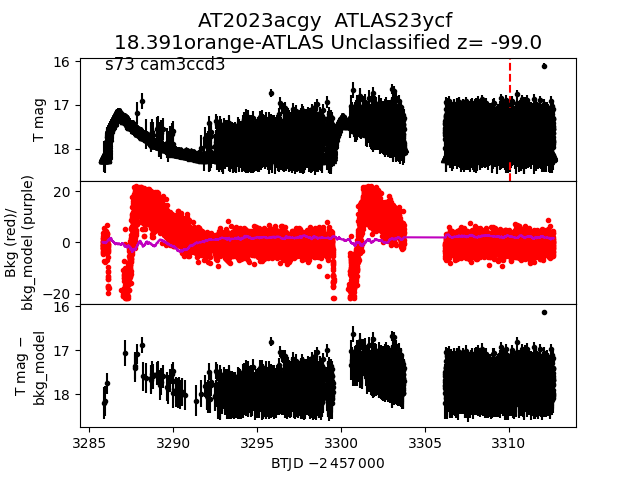 AT2023acgy ATLAS23ycf
18.391orange-ATLAS Unclassified z= -99.0
s73 cam3ccd3
T mag
16
17
18
Bkg (red)/
bkg_model (purple)
20
0
−20
T mag −
bkg_model
16
17
18
3285 3290 3295 3300 3305 3310
BTJD −2 457 000